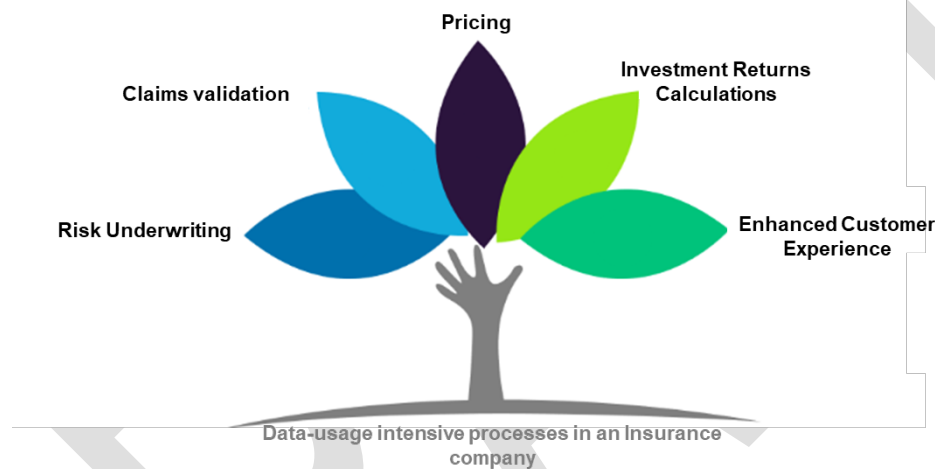 Pricing
Investment Returns
Calculations
Claims validation
Risk Underwriting
Enhanced Customer
Experience
Data-usage intensive processes in an Insurance
company